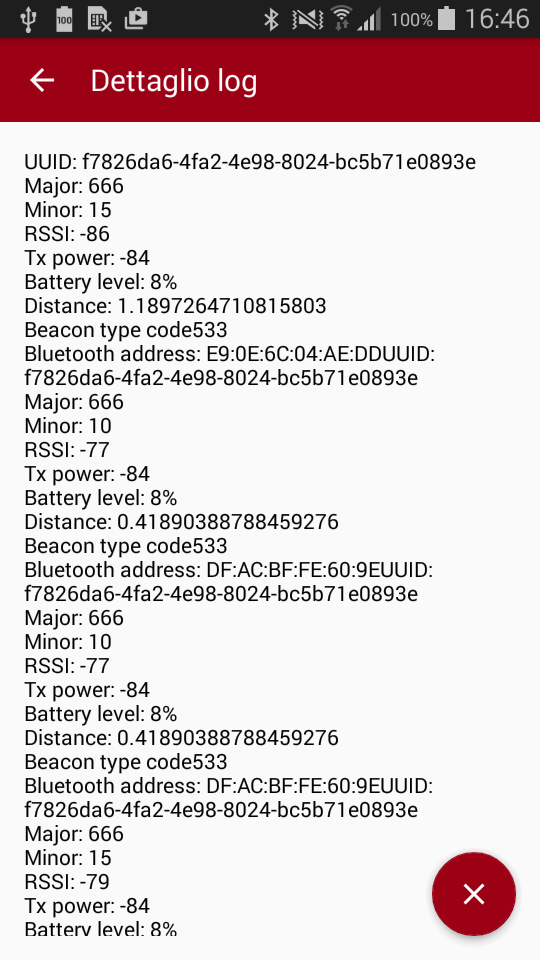 100
100%
16:46
Dettaglio log
UUID: f7826da6-4fa2-4e98-8024-bc5b71e0893e
Major: 666
Minor: 15
RSSI: -86
Tx power: -84
Battery level: 8%
Distance: 1.1897264710815803
Beacon type code533
Bluetooth address: E9:0E:6C:04:AE:DDUUID:
f7826da6-4fa2-4e98-8024-bc5b71e0893e
Major: 666
Minor: 10
RSSI: -77
Tx power: -84
Battery level: 8%
Distance: 0.41890388788459276
Beacon type code533
Bluetooth address: DF:AC:BF:FE:60:9EUUID:
f7826da6-4fa2-4e98-8024-bc5b71e0893e
Major: 666
Minor: 10
RSSI: -77
Tx power: -84
Battery level: 8%
Distance: 0.41890388788459276
Beacon type code533
Bluetooth address: DF:AC:BF:FE:60:9EUUID:
f7826da6-4fa2-4e98-8024-bc5b71e0893e
Major: 666
Minor: 15
RSSI: -79
Tx power: -84
Battery level: 8%